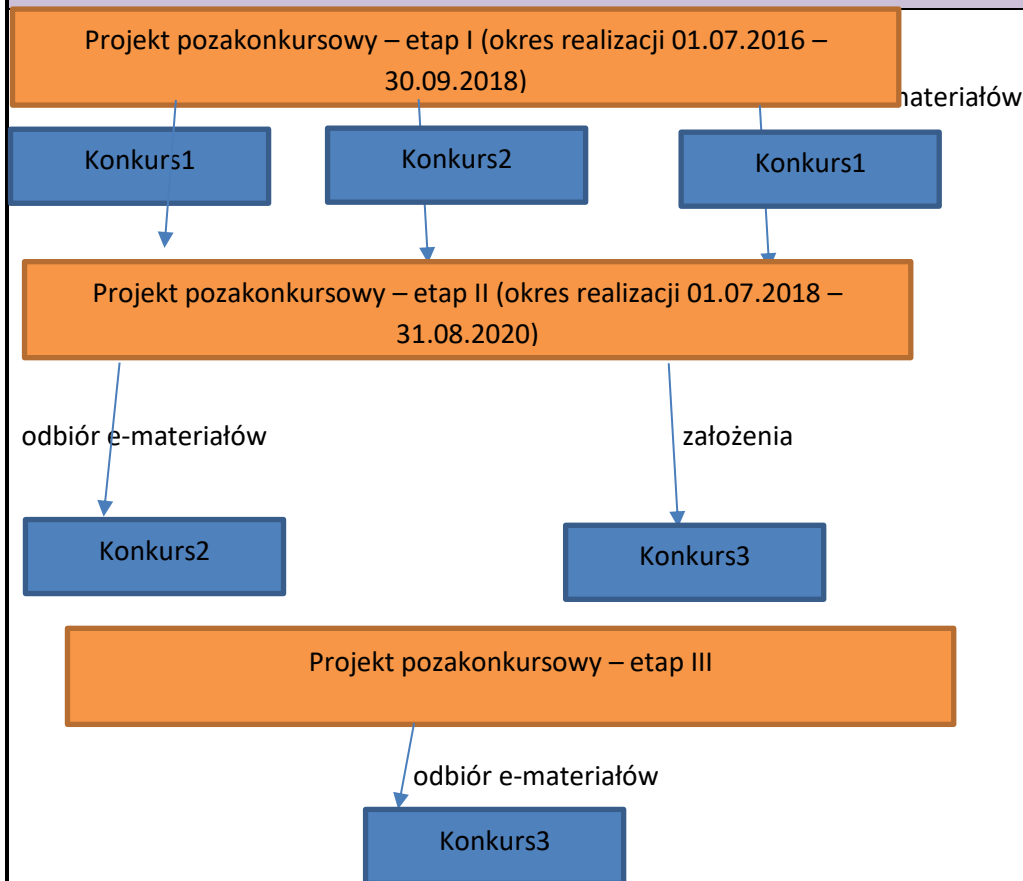 Projekt pozakonkursowy – etap I (okres realizacji 01.07.2016 –
30.09.2018)
Konkurs1
Konkurs2
Konkurs1
Projekt pozakonkursowy – etap II (okres realizacji 01.07.2018 –
31.08.2020)
odbiór e-materiałów
założenia
Konkurs2
Konkurs3
Projekt pozakonkursowy – etap III
odbiór e-materiałów
Konkurs3